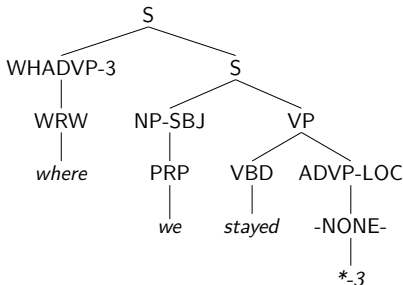 S
WHADVP-3 S
WRW NP-SBJ VP
where PRP VBD ADVP-LOC
we stayed -NONE-
*-3